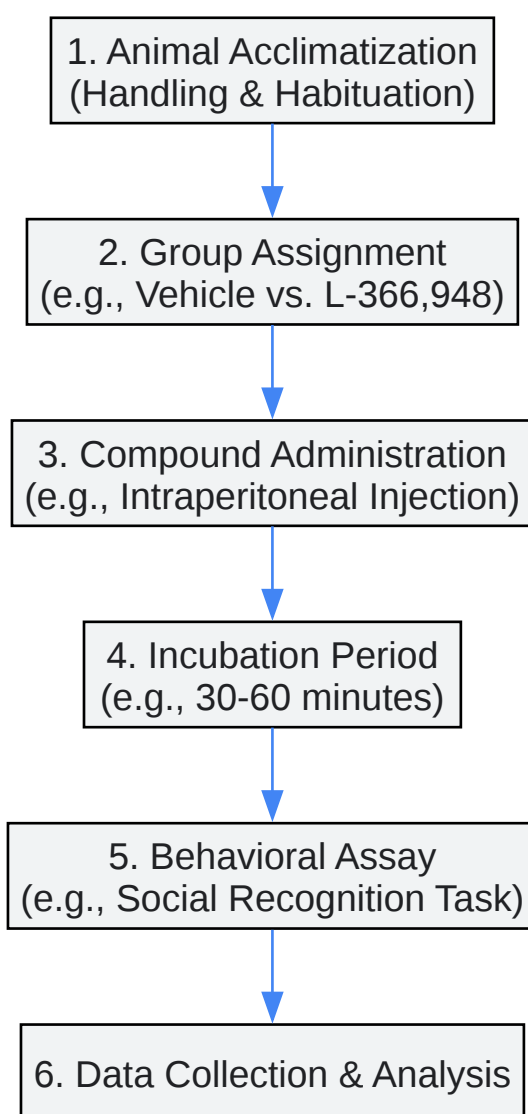 1. Animal Acclimatization
(Handling & Habituation)
2. Group Assignment
(e.g., Vehicle vs. L-366,948)
3. Compound Administration
(e.g., Intraperitoneal Injection)
4. Incubation Period
(e.g., 30-60 minutes)
5. Behavioral Assay
(e.g., Social Recognition Task)
6. Data Collection & Analysis